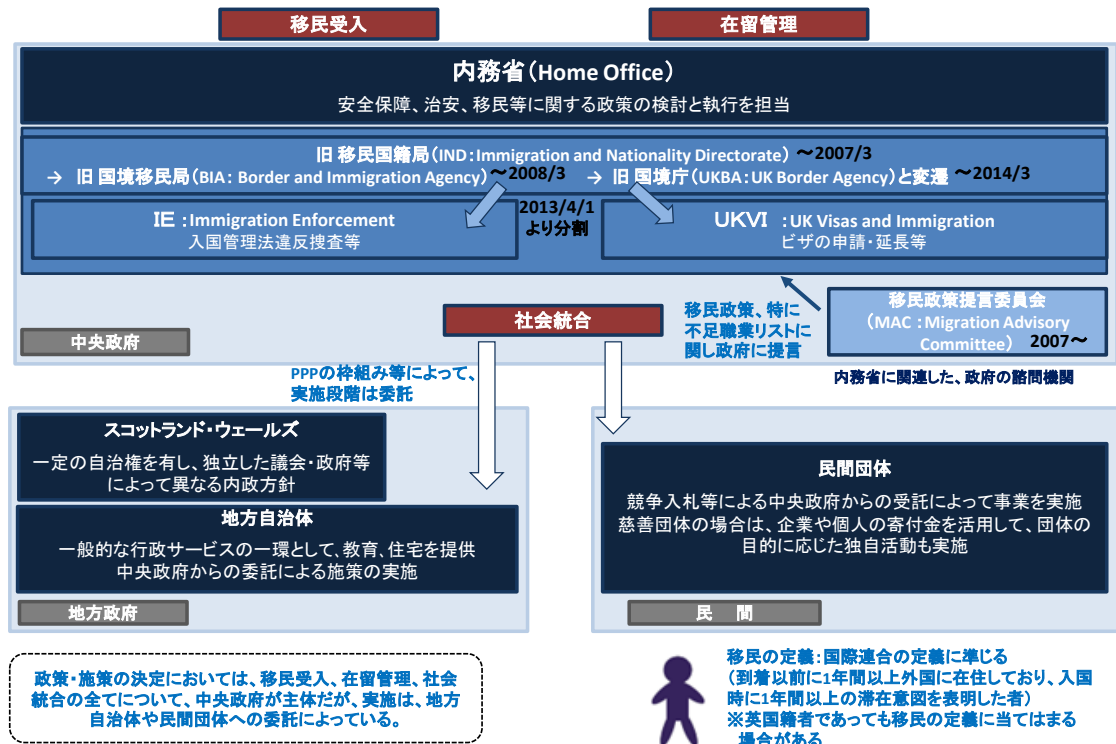 移民受入
在留管理
内務省（Home Office）
安全保障、治安、移民等に関する政策の検討と執行を担当
旧 移民国籍局（IND：Immigration and Nationality Directorate）～2007/3
→ 旧 国境移民局（BIA： Border and Immigration Agency）～2008/3 → 旧 国境庁（UKBA：UK Border Agency）と変遷 ～2014/3
2013/4/1
より分割
ＩＥ ：Immigration Enforcement
入国管理法違反捜査等
ＵＫＶＩ ：UK Visas and Immigration
ビザの申請・延長等
移民政策、特に
不足職業リストに
関し政府に提言
移民政策提言委員会
（MAC ：Migration Advisory
Committee） 2007～
内務省に関連した、政府の諮問機関
中央政府
社会統合
PPPの枠組み等によって、
実施段階は委託
スコットランド・ウェールズ
一定の自治権を有し、独立した議会・政府等
によって異なる内政方針
地方自治体
一般的な行政サービスの一環として、教育、住宅を提供
中央政府からの委託による施策の実施
地方政府
民間団体
競争入札等による中央政府からの受託によって事業を実施
慈善団体の場合は、企業や個人の寄付金を活用して、団体の
目的に応じた独自活動も実施
民 間
政策・施策の決定においては、移民受入、在留管理、社会
統合の全てについて、中央政府が主体だが、実施は、地方
自治体や民間団体への委託によっている。
移民の定義：国際連合の定義に準じる
（到着以前に1年間以上外国に在住しており、入国
時に1年間以上の滞在意図を表明した者）
※英国籍者であっても移民の定義に当てはまる
場合がある